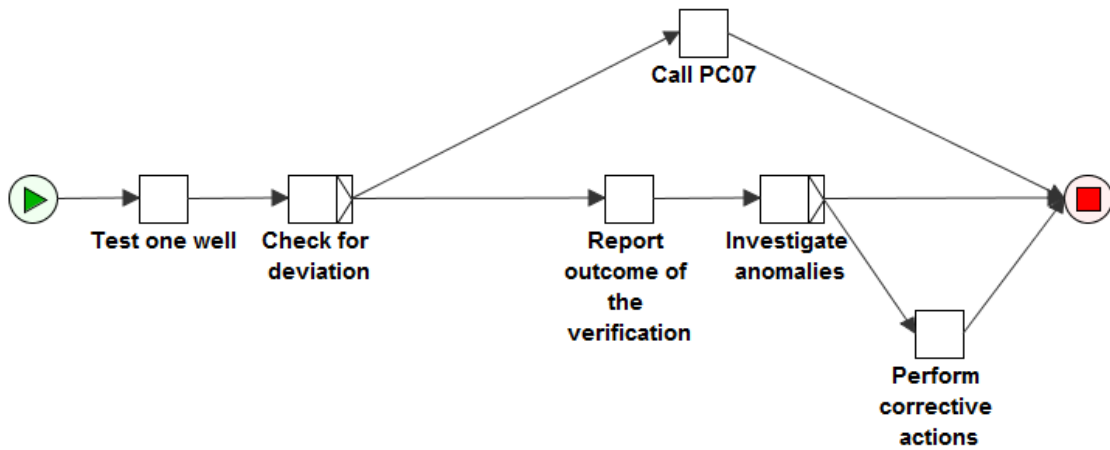 Call PC07
Test one well
Check for
deviation
Report
outcome of
the
verification
Investigate
anomalies
Perform
corrective
actions